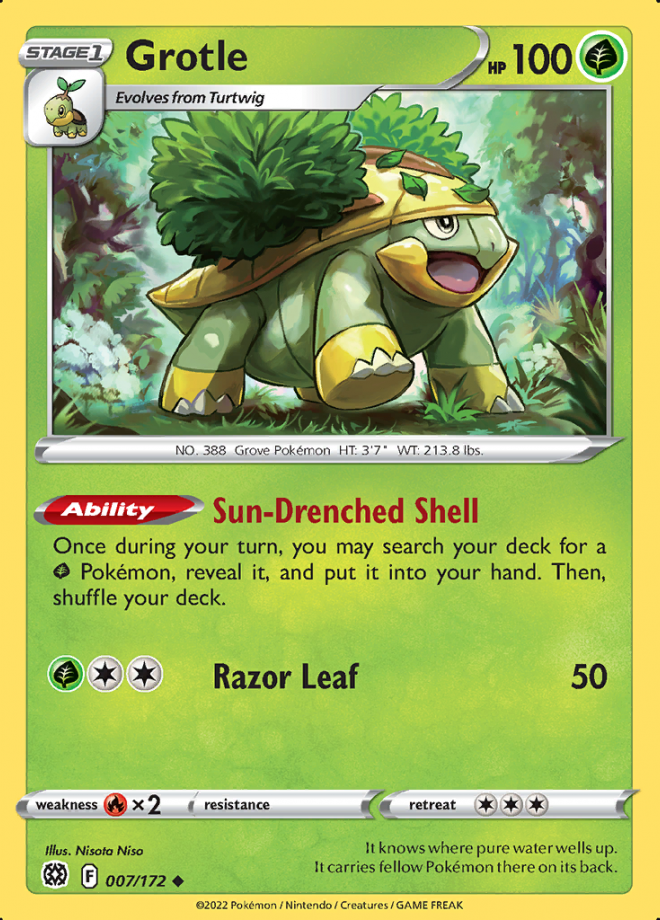 STAGE 1 Grotle HP 100
Evolves from Turtwig
NO. 388 Grove Pokémon HT: 3'7" WT: 213.8 lbs.
Ability Sun-Drenched Shell
Once during your turn, you may search your deck for a
Pokémon, reveal it, and put it into your hand. Then,
shuffle your deck.
Razor Leaf 50
weakness ×2 resistance retreat
Illus. Nisota Niso
It knows where pure water wells up.
It carries fellow Pokémon there on its back.
F 007/172
©2022 Pokémon / Nintendo / Creatures / GAME FREAK